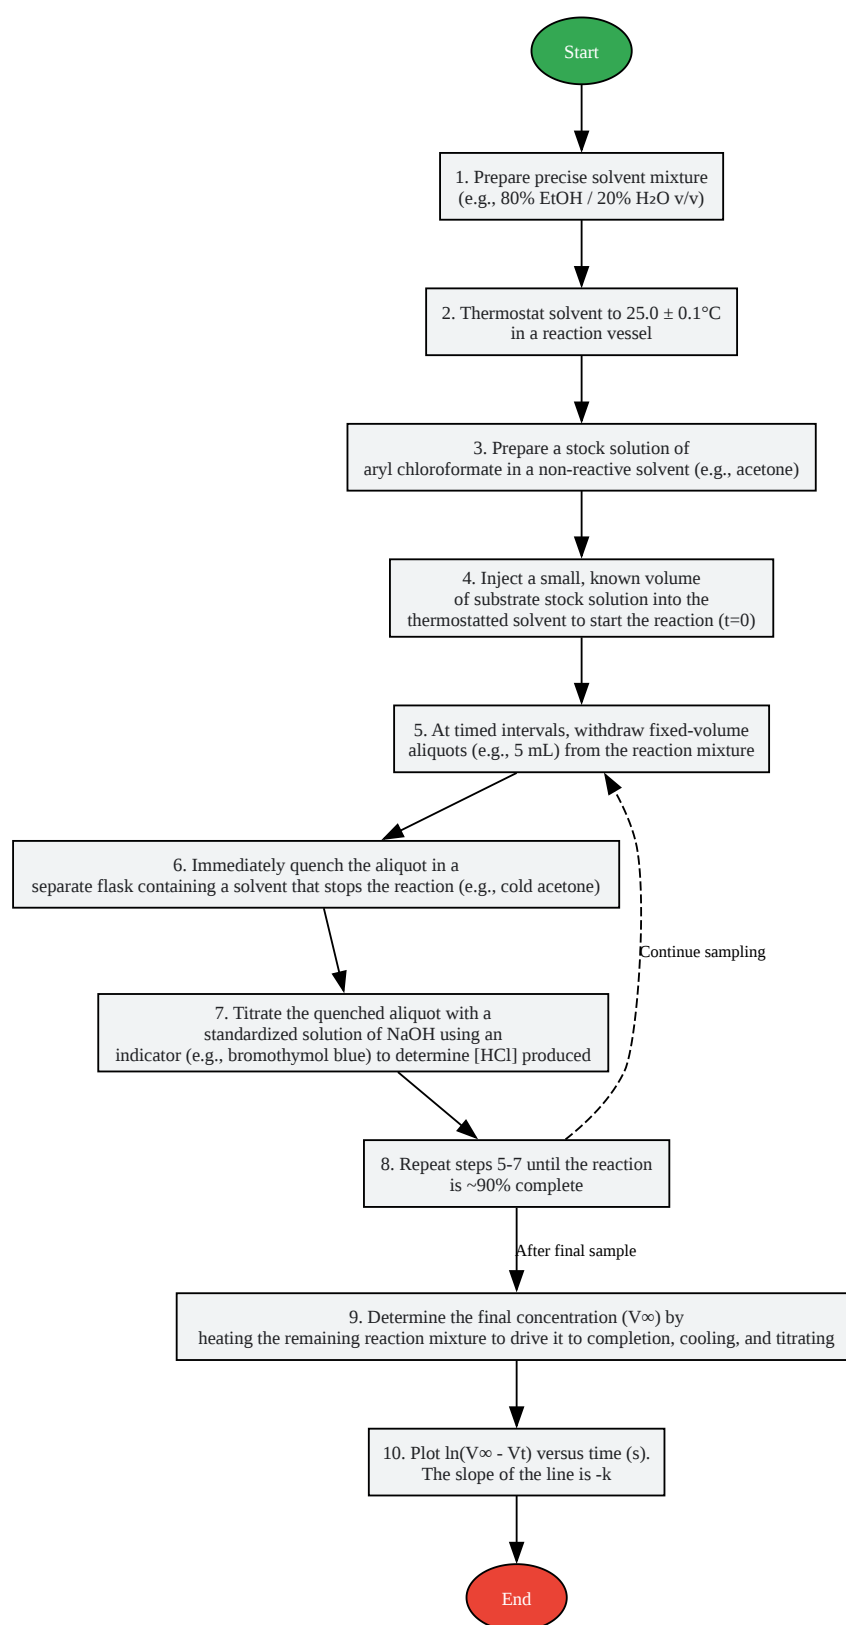 Start
1. Prepare precise solvent mixture
(e.g., 80% EtOH / 20% H₂O v/v)
2. Thermostat solvent to 25.0 ± 0.1°C
in a reaction vessel
3. Prepare a stock solution of
aryl chloroformate in a non-reactive solvent (e.g., acetone)
4. Inject a small, known volume
of substrate stock solution into the
thermostatted solvent to start the reaction (t=0)
5. At timed intervals, withdraw fixed-volume
aliquots (e.g., 5 mL) from the reaction mixture
6. Immediately quench the aliquot in a
separate flask containing a solvent that stops the reaction (e.g., cold acetone)
Continue sampling
7. Titrate the quenched aliquot with a
standardized solution of NaOH using an
indicator (e.g., bromothymol blue) to determine [HCl] produced
8. Repeat steps 5-7 until the reaction
is ~90% complete
After final sample
9. Determine the final concentration (V∞) by
heating the remaining reaction mixture to drive it to completion, cooling, and titrating
10. Plot ln(V∞ - Vt) versus time (s).
The slope of the line is -k
End